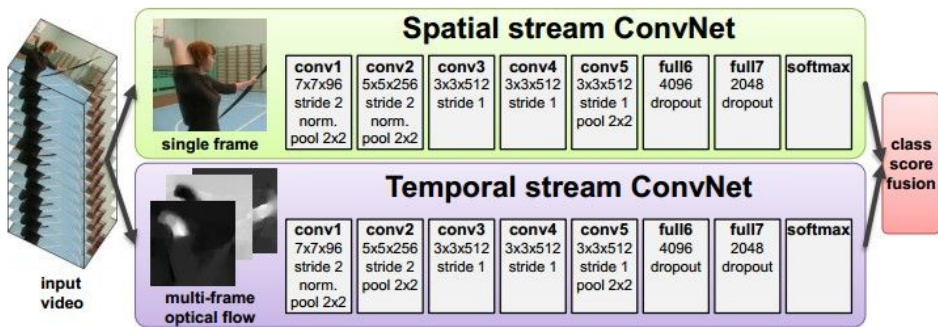 Spatial stream ConvNet
single frame
conv1
7x7x96
stride 2
norm.
pool 2x2
conv2
5x5x256
stride 2
norm.
pool 2x2
conv3
3x3x512
stride 1
conv4
3x3x512
stride 1
conv5
3x3x512
stride 1
pool 2x2
full6
4096
dropout
full7
2048
dropout
softmax
Temporal stream ConvNet
multi-frame
optical flow
conv1
7x7x96
stride 2
norm.
pool 2x2
conv2
5x5x256
stride 2
pool 2x2
conv3
3x3x512
stride 1
conv4
3x3x512
stride 1
conv5
3x3x512
stride 1
pool 2x2
full6
4096
dropout
full7
2048
dropout
softmax
input
video
class
score
fusion